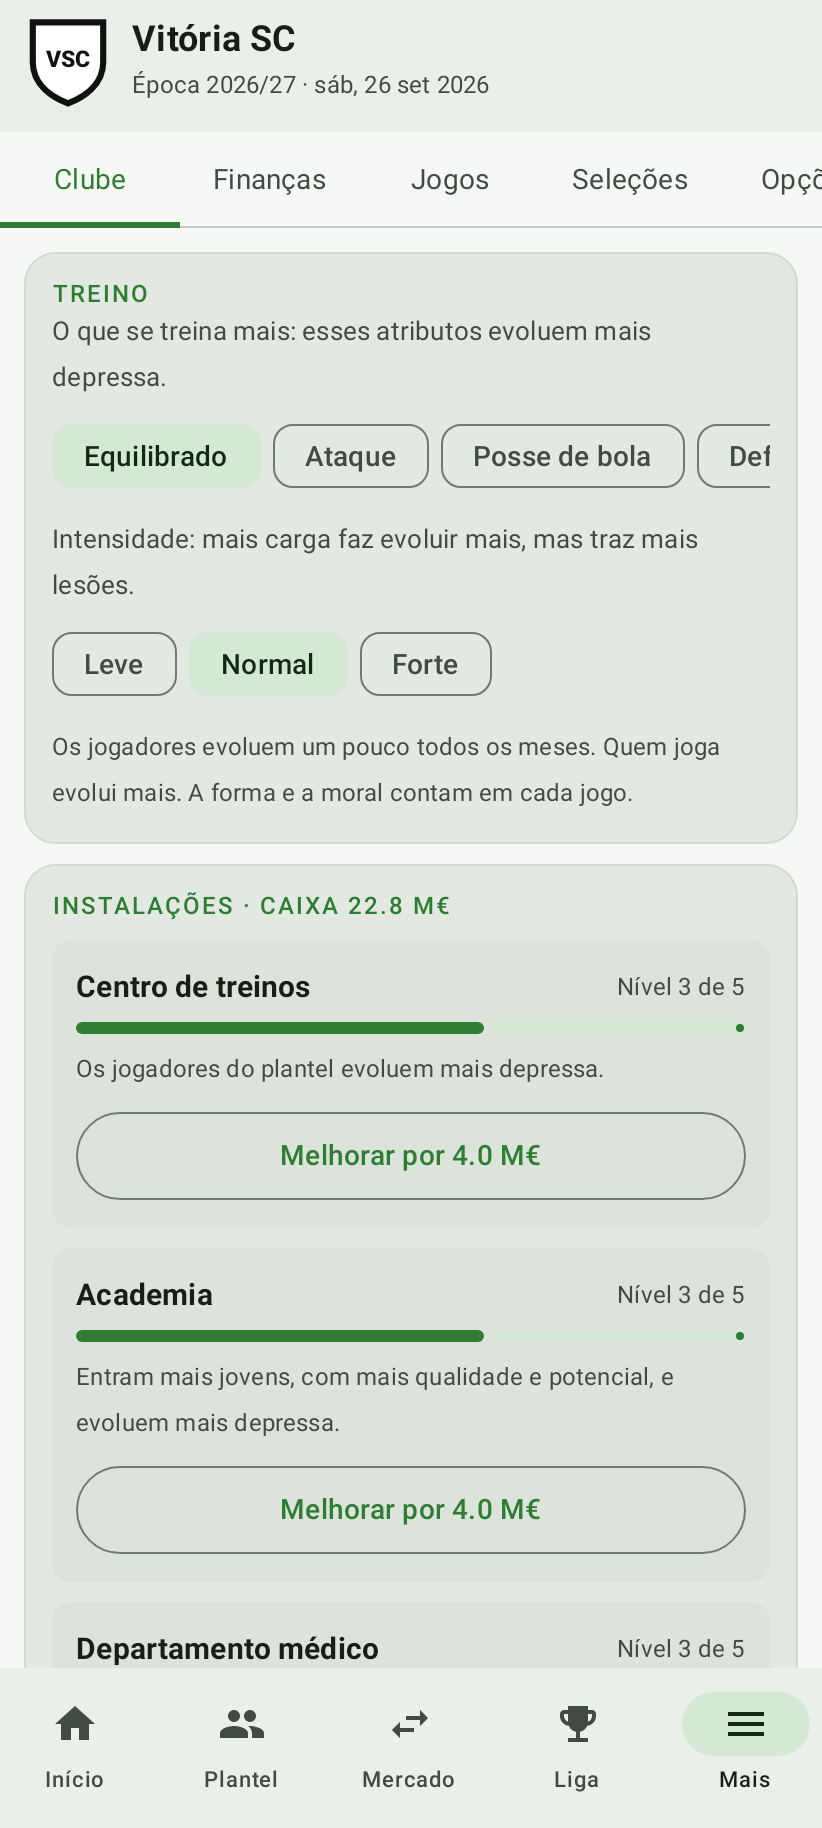 VSC
Vitória SC
Época 2026/27 · sáb, 26 set 2026
Clube Finanças Jogos Seleções Opçõ
TREINO
O que se treina mais: esses atributos evoluem mais
depressa.
Equilibrado Ataque Posse de bola Def
Intensidade: mais carga faz evoluir mais, mas traz mais
lesões.
Leve Normal Forte
Os jogadores evoluem um pouco todos os meses. Quem joga
evolui mais. A forma e a moral contam em cada jogo.
INSTALAÇÕES · CAIXA 22.8 M€
Centro de treinos Nível 3 de 5
Os jogadores do plantel evoluem mais depressa.
Melhorar por 4.0 M€
Academia Nível 3 de 5
Entram mais jovens, com mais qualidade e potencial, e
evoluem mais depressa.
Melhorar por 4.0 M€
Departamento médico Nível 3 de 5
Início Plantel Mercado Liga Mais